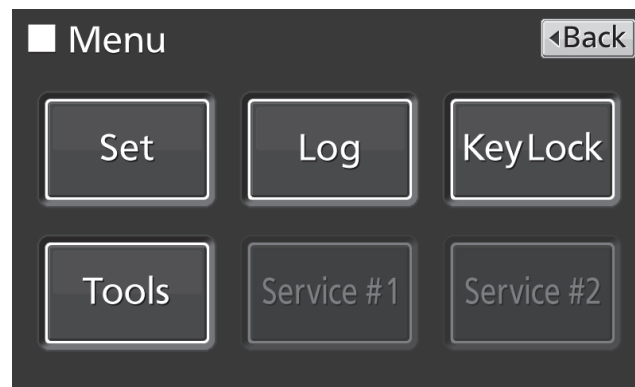 Menu
◂Back
Set
Log
KeyLock
Tools
Service #1
Service #2